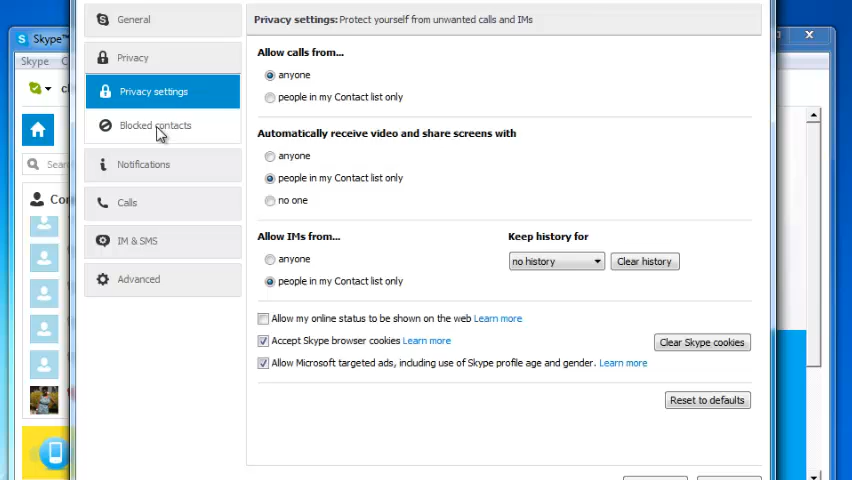 Skype™
Skype C
Sear
Con
General
Privacy
Privacy settings
Blocked contacts
Notifications
Calls
IM & SMS
Advanced
Privacy settings: Protect yourself from unwanted calls and IMs
Allow calls from...
anyone
people in my Contact list only
Automatically receive video and share screens with
anyone
people in my Contact list only
no one
Allow IMs from...
anyone
people in my Contact list only
Keep history for
no history
Clear history
Allow my online status to be shown on the web Learn more
Accept Skype browser cookies Learn more
Clear Skype cookies
Allow Microsoft targeted ads, including use of Skype profile age and gender. Learn more
Reset to defaults